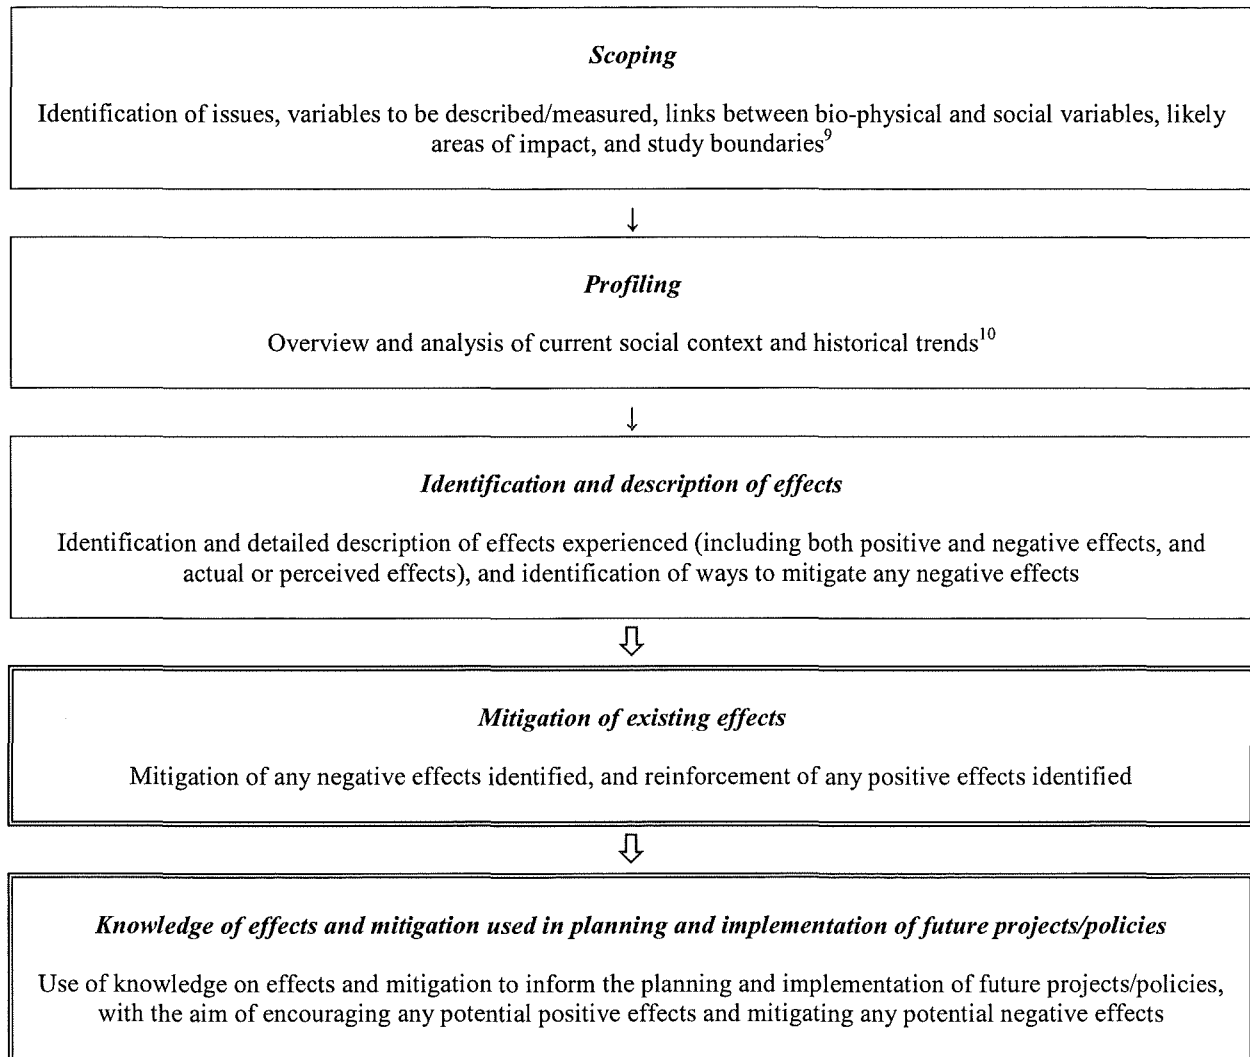 Scoping
Identification of issues, variables to be described/measured, links between bio-physical and social variables, likely
areas of impact, and study boundaries⁹
↓
Profiling
Overview and analysis of current social context and historical trends¹⁰
↓
Identification and description of effects
Identification and detailed description of effects experienced (including both positive and negative effects, and
actual or perceived effects), and identification of ways to mitigate any negative effects
⇩
Mitigation of existing effects
Mitigation of any negative effects identified, and reinforcement of any positive effects identified
⇩
Knowledge of effects and mitigation used in planning and implementation of future projects/policies
Use of knowledge on effects and mitigation to inform the planning and implementation of future projects/policies,
with the aim of encouraging any potential positive effects and mitigating any potential negative effects